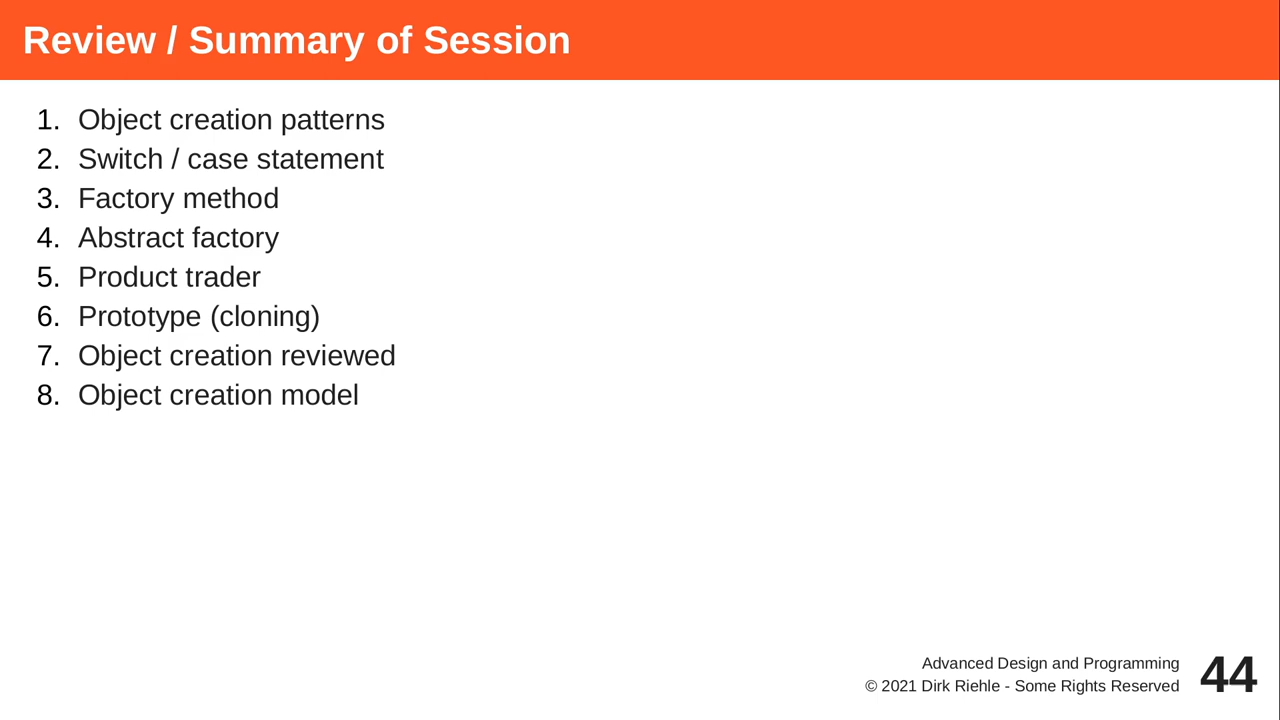 Review / Summary of Session
1. Object creation patterns
2. Switch / case statement
3. Factory method
4. Abstract factory
5. Product trader
6. Prototype (cloning)
7. Object creation reviewed
8. Object creation model
Advanced Design and Programming
© 2021 Dirk Riehle - Some Rights Reserved
44